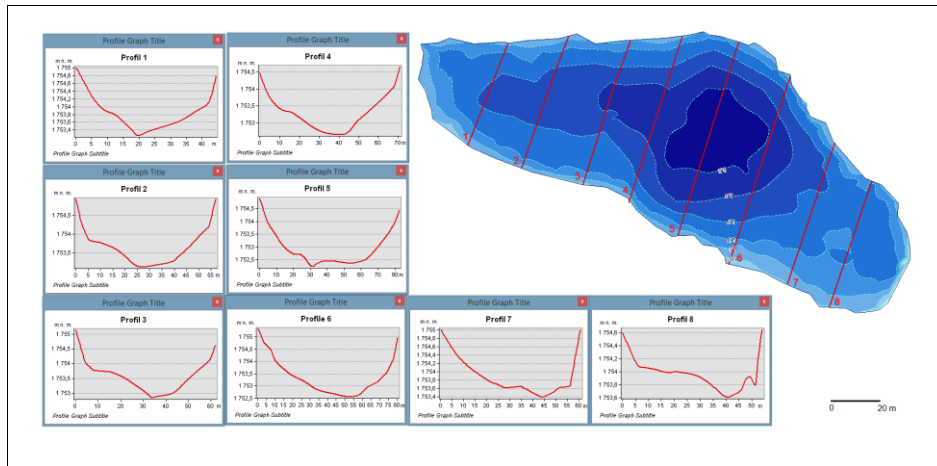 Profile Graph Title x
Profil 1
m n. m.
1 755
1 754,8
1 754,6
1 754,4
1 754,2
1 754
1 753,8
1 753,6
1 753,4
0 5 10 15 20 25 30 35 40 m
Profile Graph Subtitle
Profile Graph Title x
Profil 4
m n. m.
1 754,5
1 754
1 753,5
1 753
0 10 20 30 40 50 60 70 m
Profile Graph Subtitle
Profile Graph Title x
Profil 2
m n. m.
1 754,5
1 754
1 753,5
0 5 10 15 20 25 30 35 40 45 50 55 m
Profile Graph Subtitle
Profile Graph Title x
Profil 5
m n. m.
1 754,5
1 754
1 753,5
1 753
1 752,5
0 10 20 30 40 50 60 70 80 m
Profile Graph Subtitle
Profile Graph Title x
Profil 3
m n. m.
1 755
1 754,5
1 754
1 753,5
1 753
0 10 20 30 40 50 60 m
Profile Graph Subtitle
Profile Graph Title x
Profile 6
m n. m.
1 755
1 754,5
1 754
1 753,5
1 753
1 752,5
0 5 10 15 20 25 30 35 40 45 50 55 60 65 70 75 80 m
Profile Graph Subtitle
Profile Graph Title x
Profil 7
m n. m.
1 755
1 754,6
1 754,2
1 753,8
1 753,4
0 5 10 15 20 25 30 35 40 45 50 55 60 m
Profile Graph Subtitle
Profile Graph Title x
Profil 8
m n. m.
1 754,8
1 754,6
1 754,4
1 754,2
1 754
1 753,8
1 753,6
0 5 10 15 20 25 30 35 40 45 50 m
Profile Graph Subtitle
1
2
3
4
5
6
7
8
0 20 m